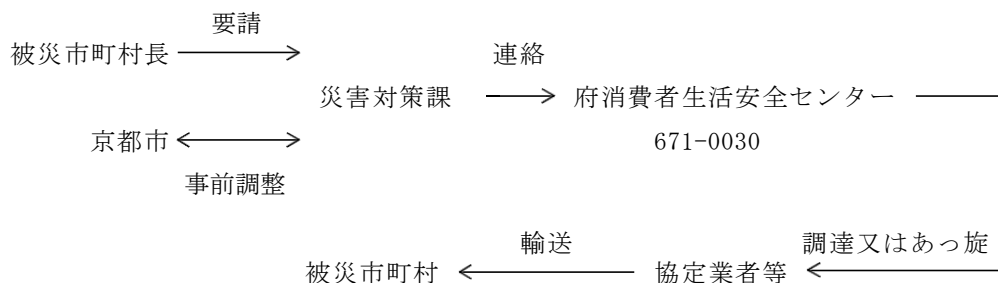 要請
被災市町村長
連絡
災害対策課
府消費者生活安全センター
京都市
671-0030
事前調整
輸送
調達又はあっ旋
被災市町村
協定業者等